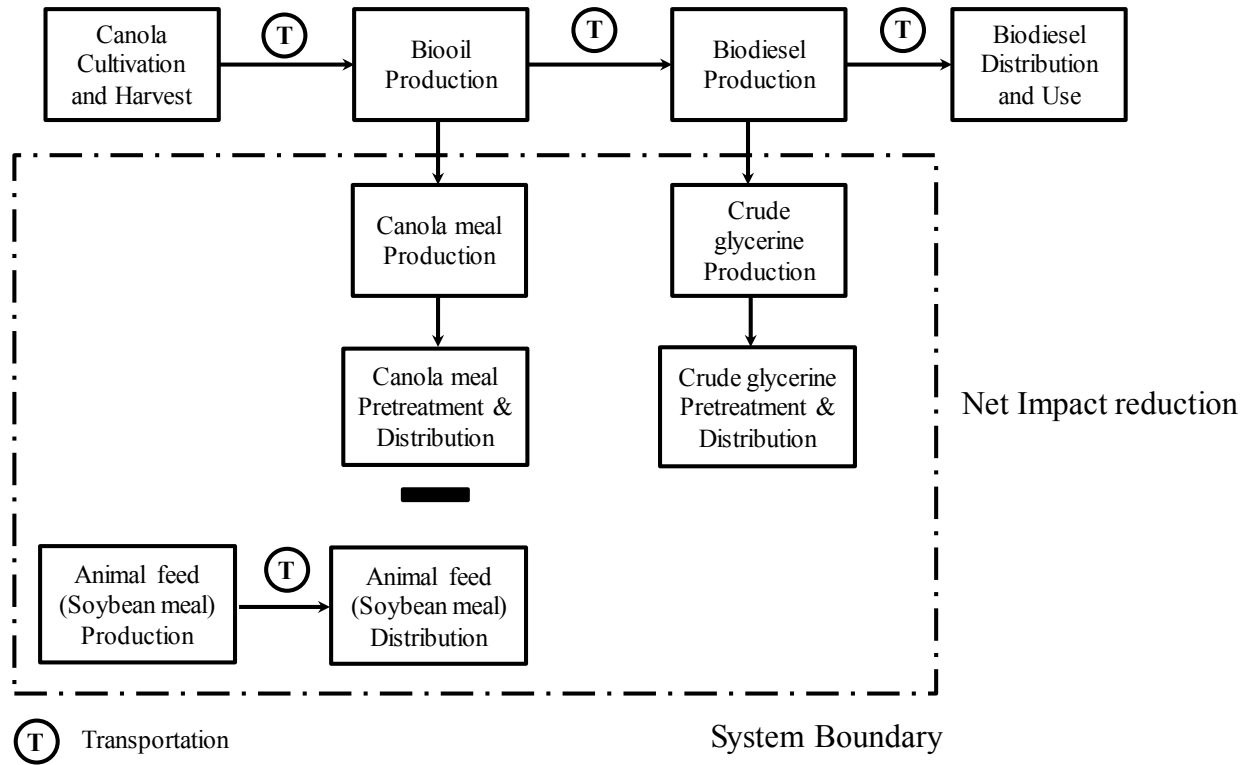 Canola
Cultivation
and Harvest
T
Biooil
Production
T
Biodiesel
Production
T
Biodiesel
Distribution
and Use
Canola meal
Production
Crude
glycerine
Production
Canola meal
Pretreatment &
Distribution
Crude glycerine
Pretreatment &
Distribution
Net Impact reduction
Animal feed
(Soybean meal)
Production
T
Animal feed
(Soybean meal)
Distribution
T Transportation
System Boundary